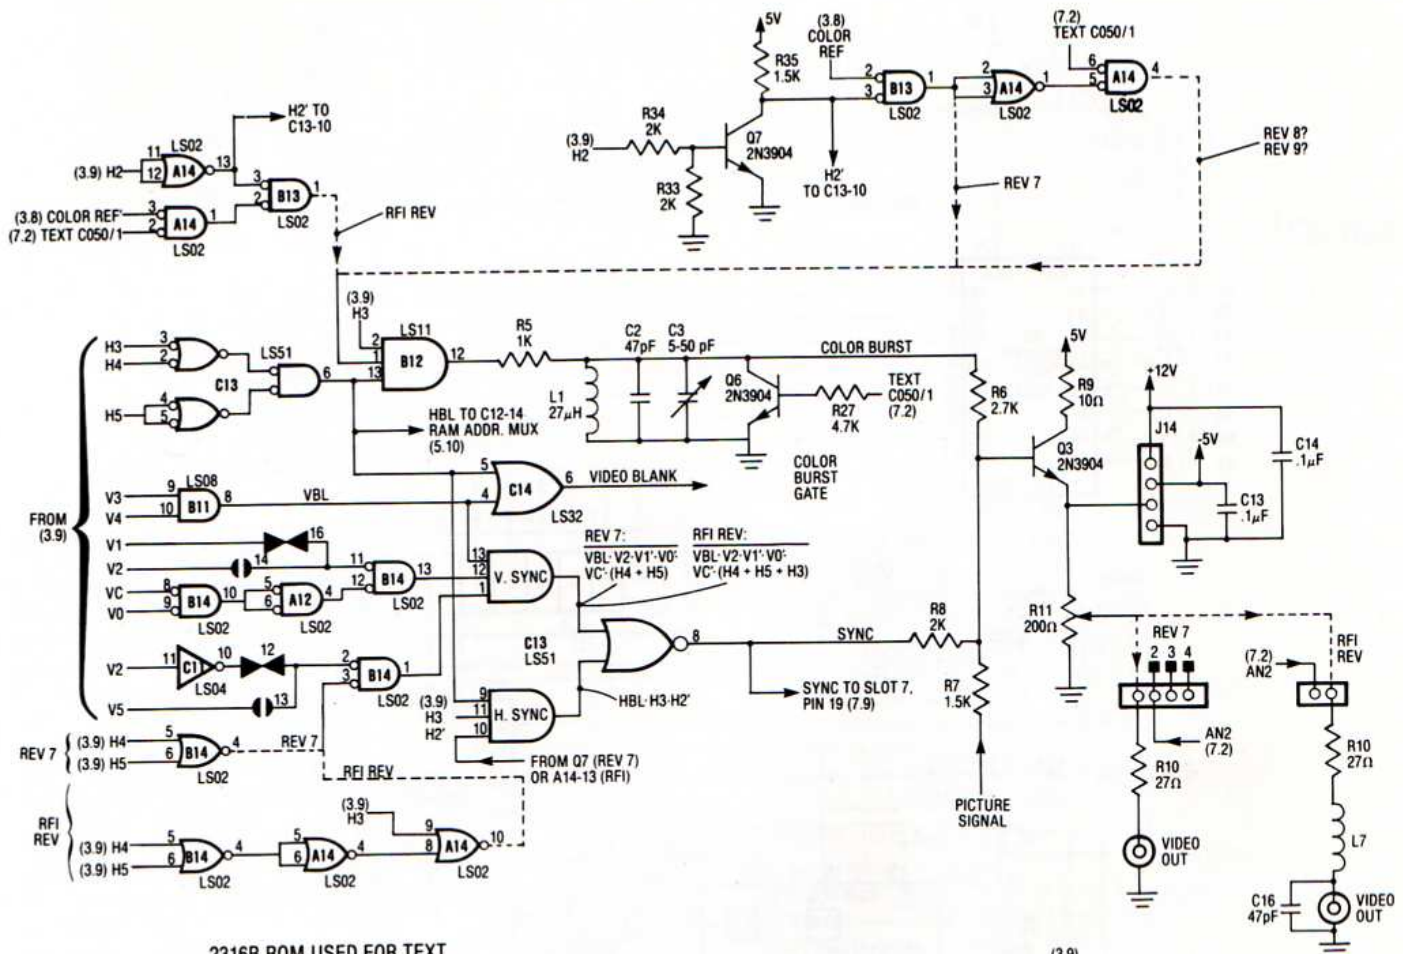 5V
R35
1.5K
(3.8)
COLOR
REF
2
3
B13
1
LS02
2
3
A14
1
LS02
(7.2)
TEXT C050/1
6
5
A14
4
LS02
R34
2K
(3.9)
H2
Q7
2N3904
R33
2K
H2'
TO C13-10
REV 7
REV 8?
REV 9?
H2' TO
C13-10
LS02
(3.9) H2
11
12
A14
13
3
2
B13
1
LS02
(3.8) COLOR REF'
(7.2) TEXT C050/1
3
2
A14
1
LS02
RFI REV
(3.9)
H3
LS11
2
1
13
B12
12
R5
1K
C2
47pF
C3
5-50 pF
L1
27µH
COLOR BURST
Q6
2N3904
R27
4.7K
TEXT
C050/1
(7.2)
COLOR
BURST
GATE
FROM
(3.9)
H3
H4
3
2
LS51
C13
6
H5
4
5
HBL TO C12-14
RAM ADDR. MUX
(5.10)
V3
V4
9
10
LS08
B11
8
VBL
5
4
C14
6
LS32
VIDEO BLANK
V1
16
V2
14
VC
V0
8
9
B14
10
LS02
5
6
A12
4
LS02
11
12
B14
13
LS02
13
12
1
V. SYNC
REV 7:
VBL·V2·V1'·V0'·
VC'·(H4 + H5)
RFI REV:
VBL·V2·V1'·V0'·
VC'·(H4 + H5 + H3)
V2
11
C11
10
LS04
12
V5
13
2
3
B14
1
LS02
C13
LS51
8
SYNC
R8
2K
SYNC TO SLOT 7,
PIN 19 (7.9)
(3.9)
H3
H2'
9
11
10
H. SYNC
HBL·H3·H2'
FROM Q7 (REV 7)
OR A14-13 (RFI)
REV 7
(3.9) H4
(3.9) H5
5
6
B14
4
LS02
REV 7
RFI REV
RFI
REV
(3.9) H4
(3.9) H5
5
6
B14
4
LS02
5
6
A14
4
LS02
(3.9)
H3
9
8
A14
10
LS02
R6
2.7K
R7
1.5K
PICTURE
SIGNAL
5V
R9
10Ω
Q3
2N3904
R11
200Ω
+12V
J14
-5V
C13
.1µF
C14
.1µF
REV 7
2 3 4
AN2
(7.2)
R10
27Ω
VIDEO
OUT
RFI
REV
(7.2)
AN2
R10
27Ω
L7
C16
47pF
VIDEO
OUT
2316B ROM USED FOR TEXT
(3.9)